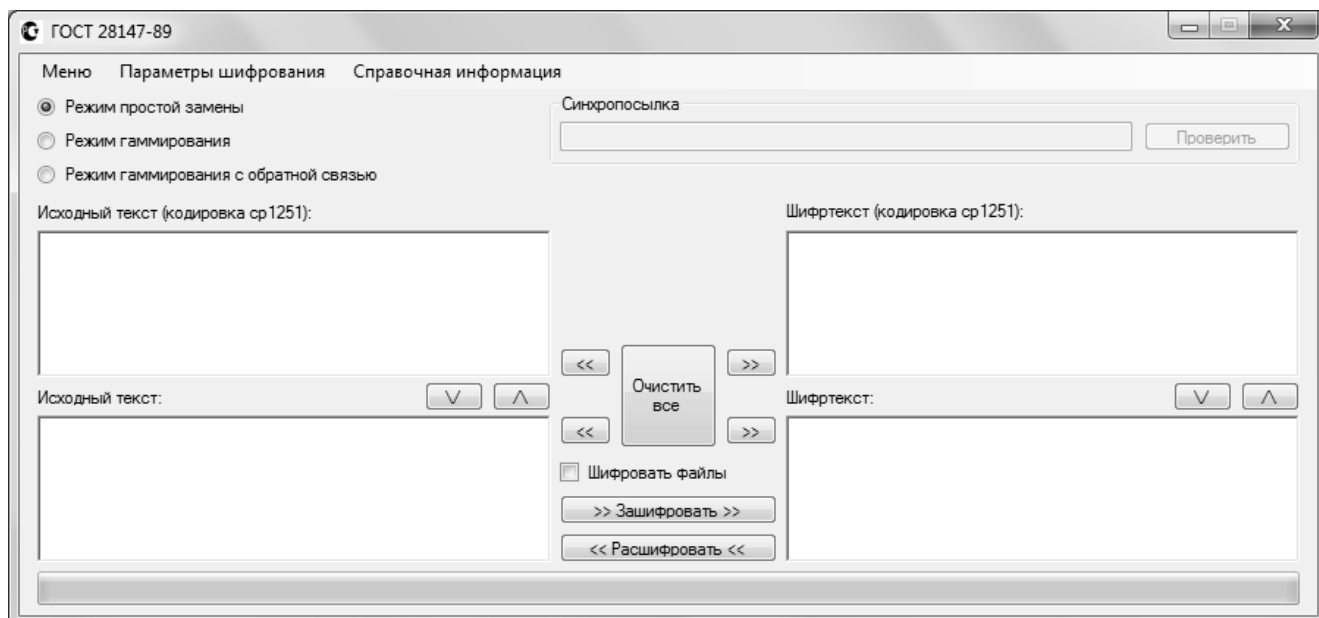 ГОСТ 28147-89
Меню Параметры шифрования Справочная информация
Режим простой замены
Режим гаммирования
Режим гаммирования с обратной связью
Синхропосылка
Проверить
Исходный текст (кодировка cp1251):
Шифртекст (кодировка cp1251):
<< Очистить все >>
Исходный текст: \/ /\
Шифртекст: \/ /\
<< >>
Шифровать файлы
>> Зашифровать >>
<< Расшифровать <<